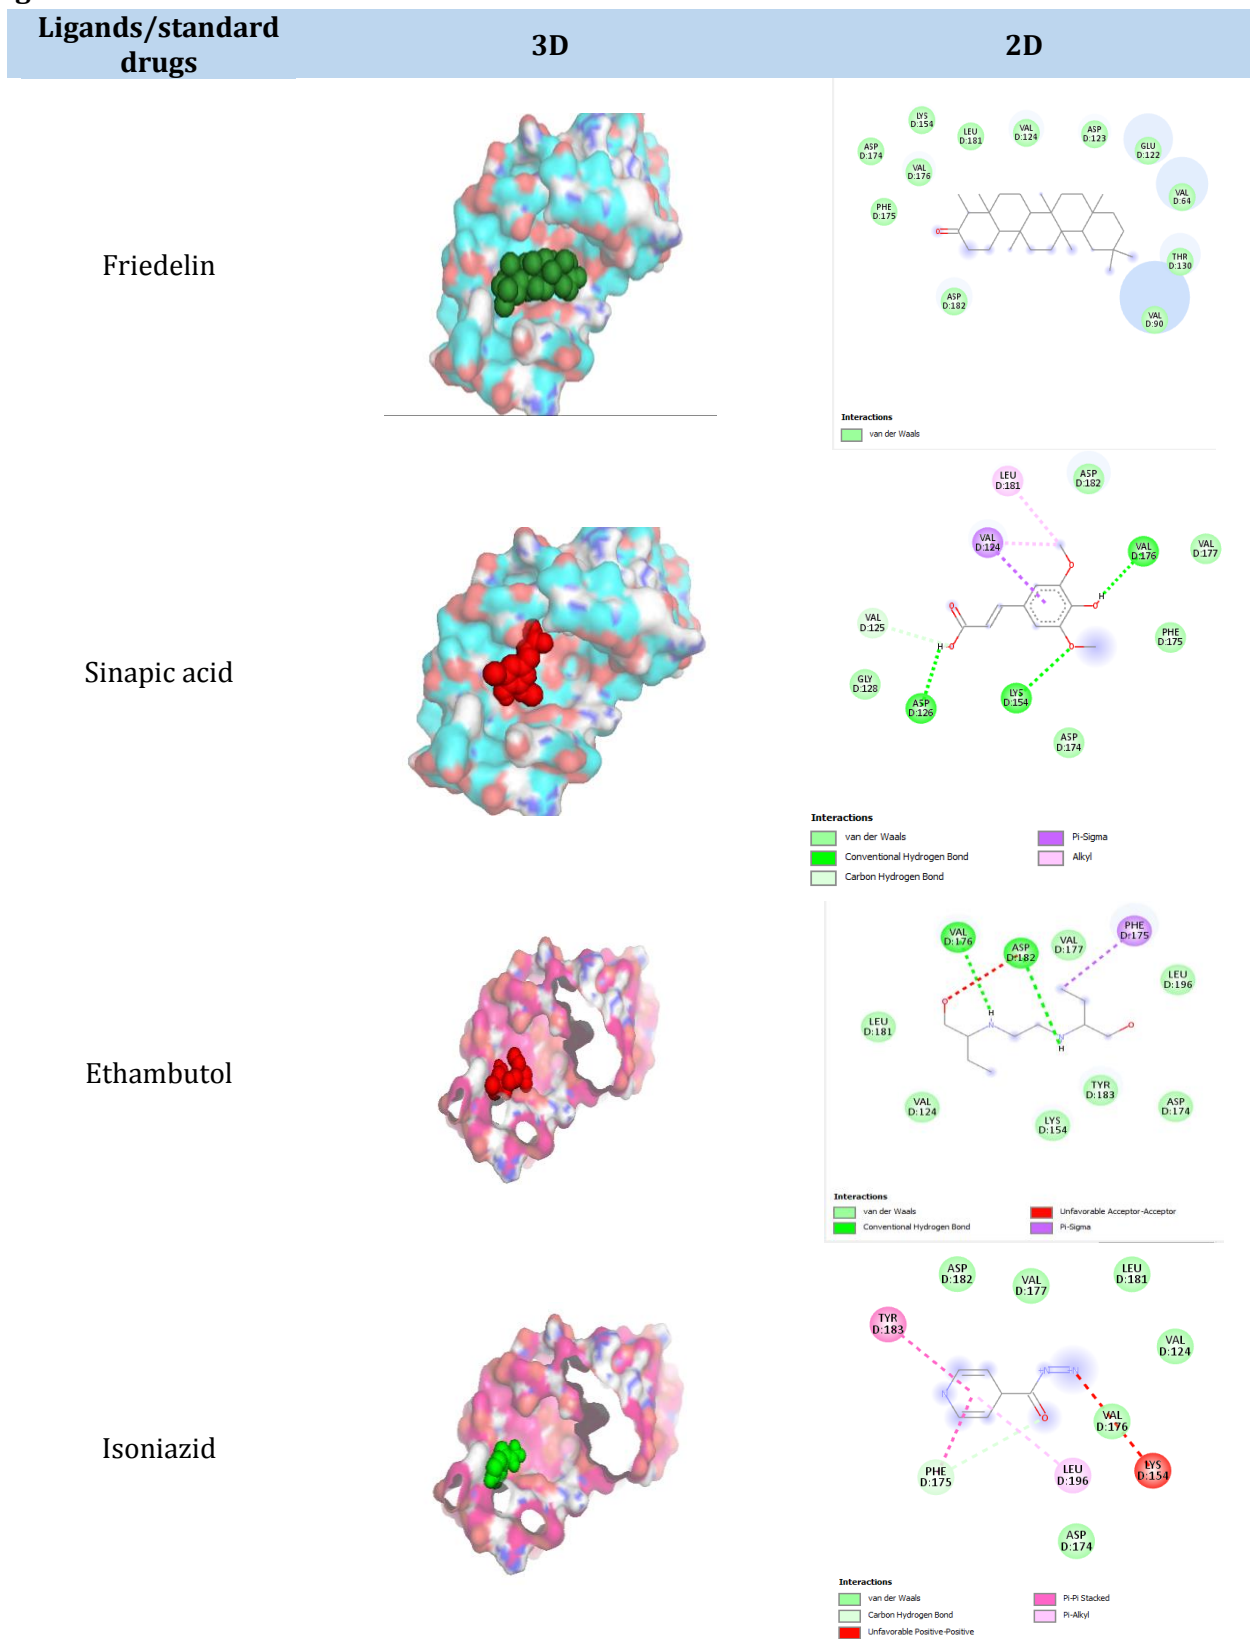 Ligands/standard
drugs
3D
2D
Friedelin
LYS
D:154
LEU
D:181
VAL
D:124
ASP
D:123
GLU
D:122
ASP
D:174
VAL
D:176
VAL
D:64
PHE
D:175
O
THR
D:130
ASP
D:182
VAL
D:90
Interactions
van der Waals
Sinapic acid
LEU
D:181
ASP
D:182
VAL
D:124
VAL
D:176
VAL
D:177
O
H
O
O
VAL
D:125
H
O
O
PHE
D:175
GLY
D:128
ASP
D:126
LYS
D:154
ASP
D:174
Interactions
van der Waals
Pi-Sigma
Conventional Hydrogen Bond
Alkyl
Carbon Hydrogen Bond
Ethambutol
VAL
D:176
ASP
D:182
VAL
D:177
PHE
D:175
LEU
D:196
O
H
N
LEU
D:181
O
N
H
VAL
D:124
LYS
D:154
TYR
D:183
ASP
D:174
Interactions
van der Waals
Unfavorable Acceptor-Acceptor
Conventional Hydrogen Bond
Pi-Sigma
Isoniazid
ASP
D:182
VAL
D:177
LEU
D:181
TYR
D:183
VAL
D:124
N
O
VAL
D:176
PHE
D:175
LEU
D:196
LYS
D:154
ASP
D:174
Interactions
van der Waals
Pi-Pi Stacked
Carbon Hydrogen Bond
Pi-Alkyl
Unfavorable Positive-Positive